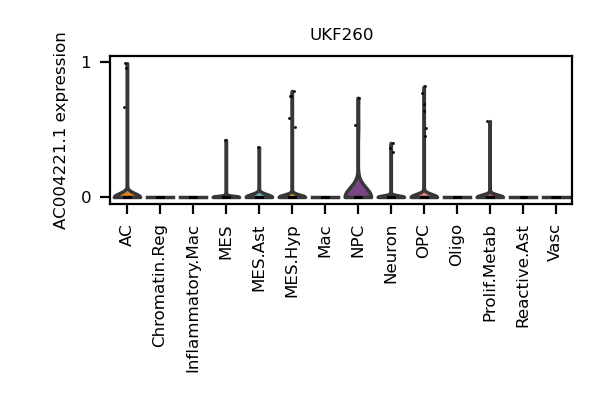 UKF260
AC004221.1 expression
1
0
AC
Chromatin.Reg
Inflammatory.Mac
MES
MES.Ast
MES.Hyp
Mac
NPC
Neuron
OPC
Oligo
Prolif.Metab
Reactive.Ast
Vasc